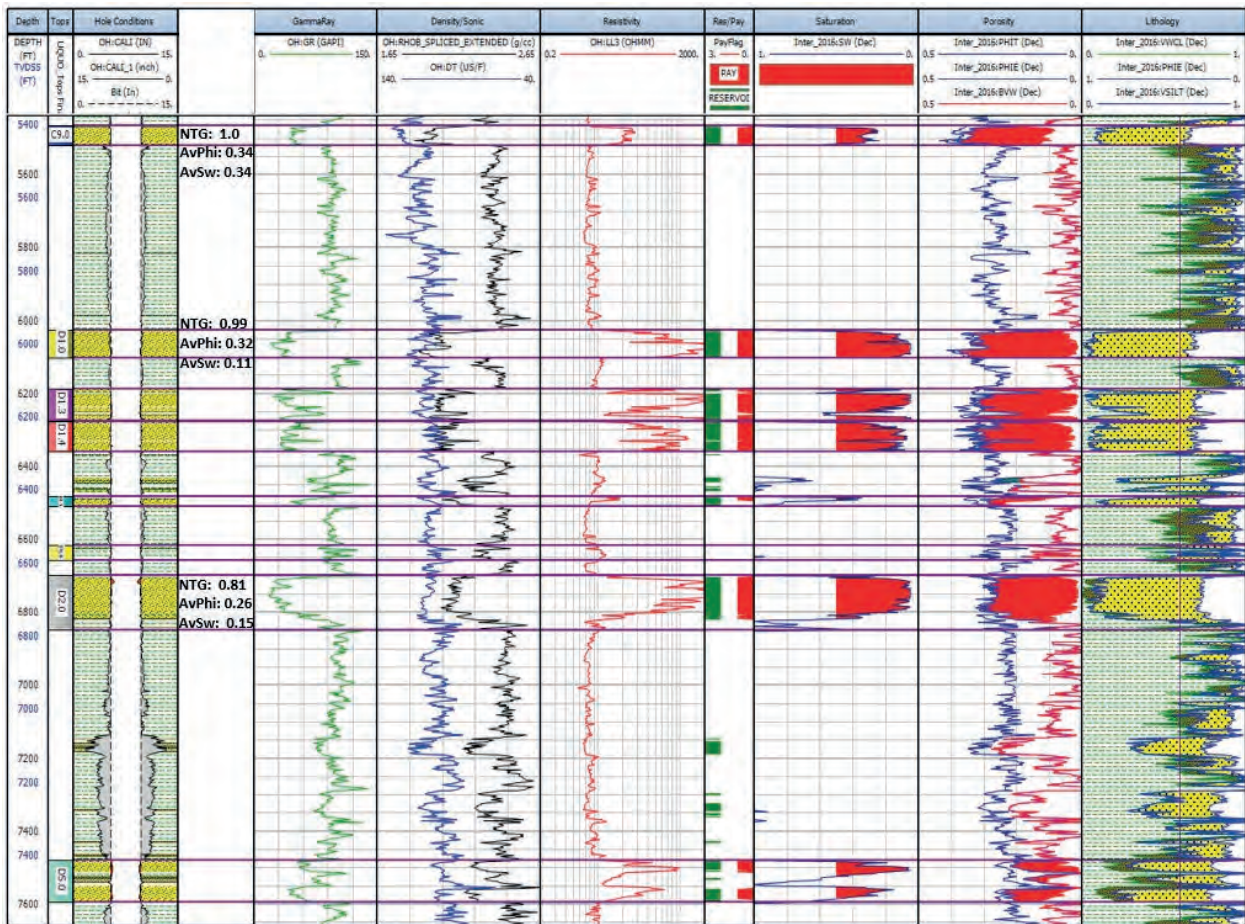 Depth Tops Hole Conditions GammaRay Density/Sonic Resistivity Res/Pay Saturation Porosity Lithology
DEPTH
(FT)
TVDSS
(FT)
OH:CALI (IN)
0. 15.
OH:CALI_1 (inch)
15. 0.
Bit (In)
0. 15.
OH:GR (GAPI)
0. 150.
OH:RHOB_SPLICED_EXTENDED (g/cc)
1.65 2.65
OH:DT (US/F)
140. 40.
OH:LL3 (OHMM)
0.2 2000.
PayFlag
3. 0.
PAY
RESERVOI
Inter_2016:SW (Dec)
1. 0.
Inter_2016:PHIT (Dec)
0.5 0.
Inter_2016:PHIE (Dec)
0.5 0.
Inter_2016:BVW (Dec)
0.5 0.
Inter_2016:VWCL (Dec)
0. 1.
Inter_2016:PHIE (Dec)
1. 0.
Inter_2016:VSILT (Dec)
0. 1.
5400
C9.0
NTG: 1.0
AvPhi: 0.34
AvSw: 0.34
5600
5600
5800
5800
6000
NTG: 0.99
D1.0
6000
AvPhi: 0.32
AvSw: 0.11
6200
D1.3
6200
D1.4
6400
6400
6600
6600
D2.0
NTG: 0.81
AvPhi: 0.26
6800
AvSw: 0.15
6800
7000
7000
7200
7200
7400
7400
D5.0
7600